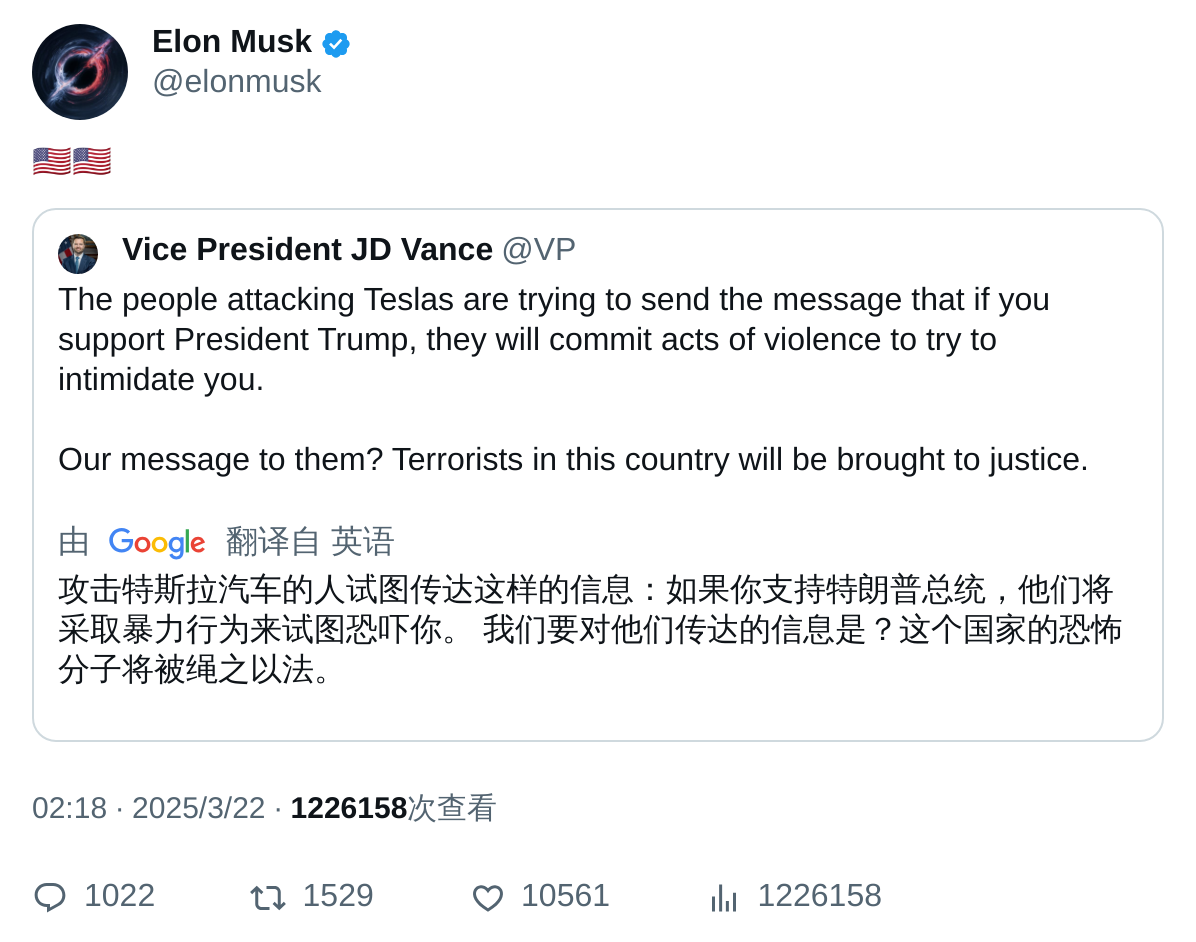 Elon Musk
@elonmusk
🇺🇸🇺🇸
Vice President JD Vance @VP
The people attacking Teslas are trying to send the message that if you
support President Trump, they will commit acts of violence to try to
intimidate you.
Our message to them? Terrorists in this country will be brought to justice.
由 Google 翻译自 英语
攻击特斯拉汽车的人试图传达这样的信息：如果你支持特朗普总统，他们将
采取暴力行为来试图恐吓你。 我们要对他们传达的信息是？这个国家的恐怖
分子将被绳之以法。
02:18 · 2025/3/22 · 1226158次查看
1022 1529 10561 1226158